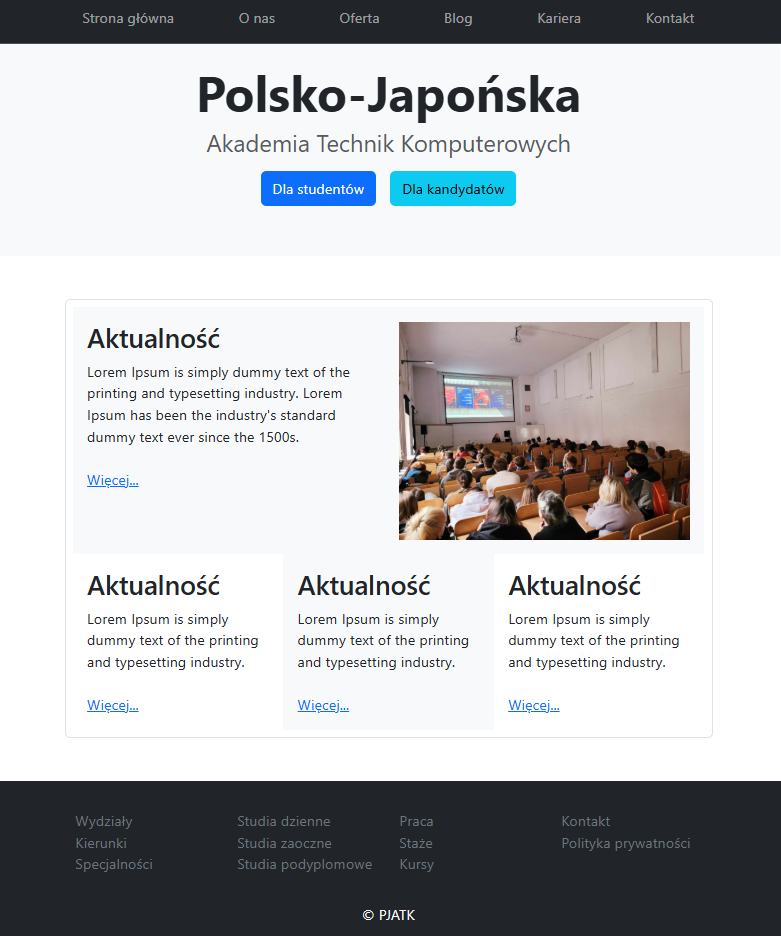 Strona główna O nas Oferta Blog Kariera Kontakt
Polsko-Japońska
Akademia Technik Komputerowych
Dla studentów Dla kandydatów
Aktualność
Lorem Ipsum is simply dummy text of the
printing and typesetting industry. Lorem
Ipsum has been the industry's standard
dummy text ever since the 1500s.
Więcej...
Aktualność
Lorem Ipsum is simply
dummy text of the printing
and typesetting industry.
Więcej...
Aktualność
Lorem Ipsum is simply
dummy text of the printing
and typesetting industry.
Więcej...
Aktualność
Lorem Ipsum is simply
dummy text of the printing
and typesetting industry.
Więcej...
Wydziały
Kierunki
Specjalności
Studia dzienne
Studia zaoczne
Studia podyplomowe
Praca
Staże
Kursy
Kontakt
Polityka prywatności
© PJATK